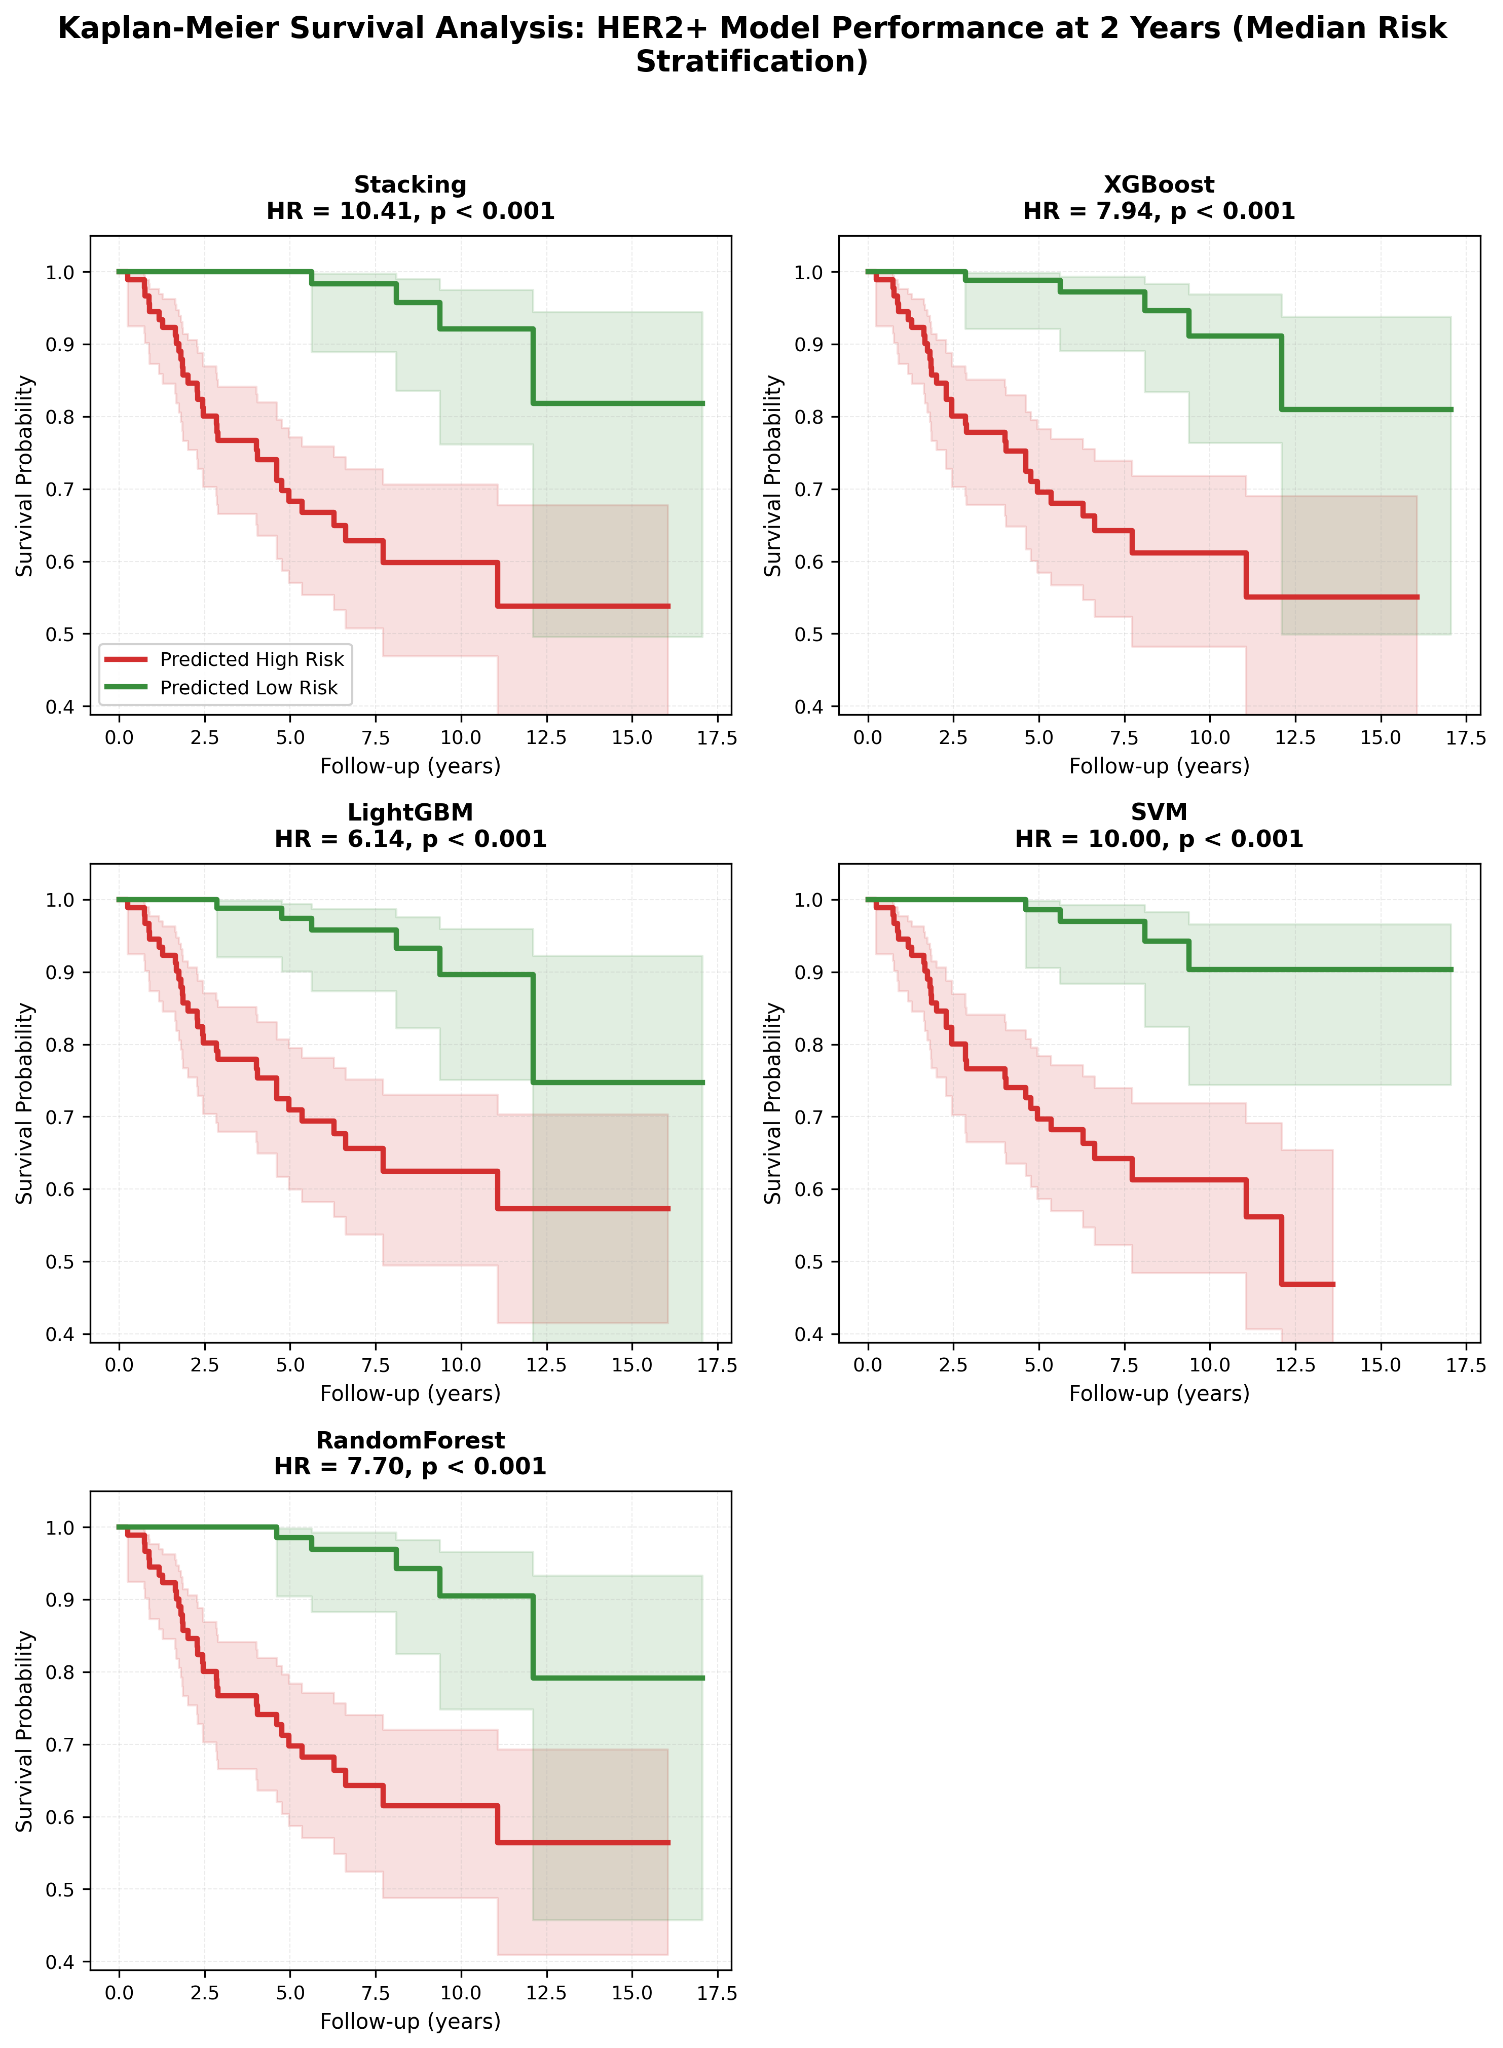 Kaplan-Meier Survival Analysis: HER2+ Model Performance at 2 Years (Median Risk
Stratification)
Stacking
HR = 10.41, p < 0.001
1.0
0.9
0.8
0.7
0.6
0.5
0.4
Survival Probability
Predicted High Risk
Predicted Low Risk
0.0 2.5 5.0 7.5 10.0 12.5 15.0 17.5
Follow-up (years)
XGBoost
HR = 7.94, p < 0.001
1.0
0.9
0.8
0.7
0.6
0.5
0.4
Survival Probability
0.0 2.5 5.0 7.5 10.0 12.5 15.0 17.5
Follow-up (years)
LightGBM
HR = 6.14, p < 0.001
1.0
0.9
0.8
0.7
0.6
0.5
0.4
Survival Probability
0.0 2.5 5.0 7.5 10.0 12.5 15.0 17.5
Follow-up (years)
SVM
HR = 10.00, p < 0.001
1.0
0.9
0.8
0.7
0.6
0.5
0.4
Survival Probability
0.0 2.5 5.0 7.5 10.0 12.5 15.0 17.5
Follow-up (years)
RandomForest
HR = 7.70, p < 0.001
1.0
0.9
0.8
0.7
0.6
0.5
0.4
Survival Probability
0.0 2.5 5.0 7.5 10.0 12.5 15.0 17.5
Follow-up (years)